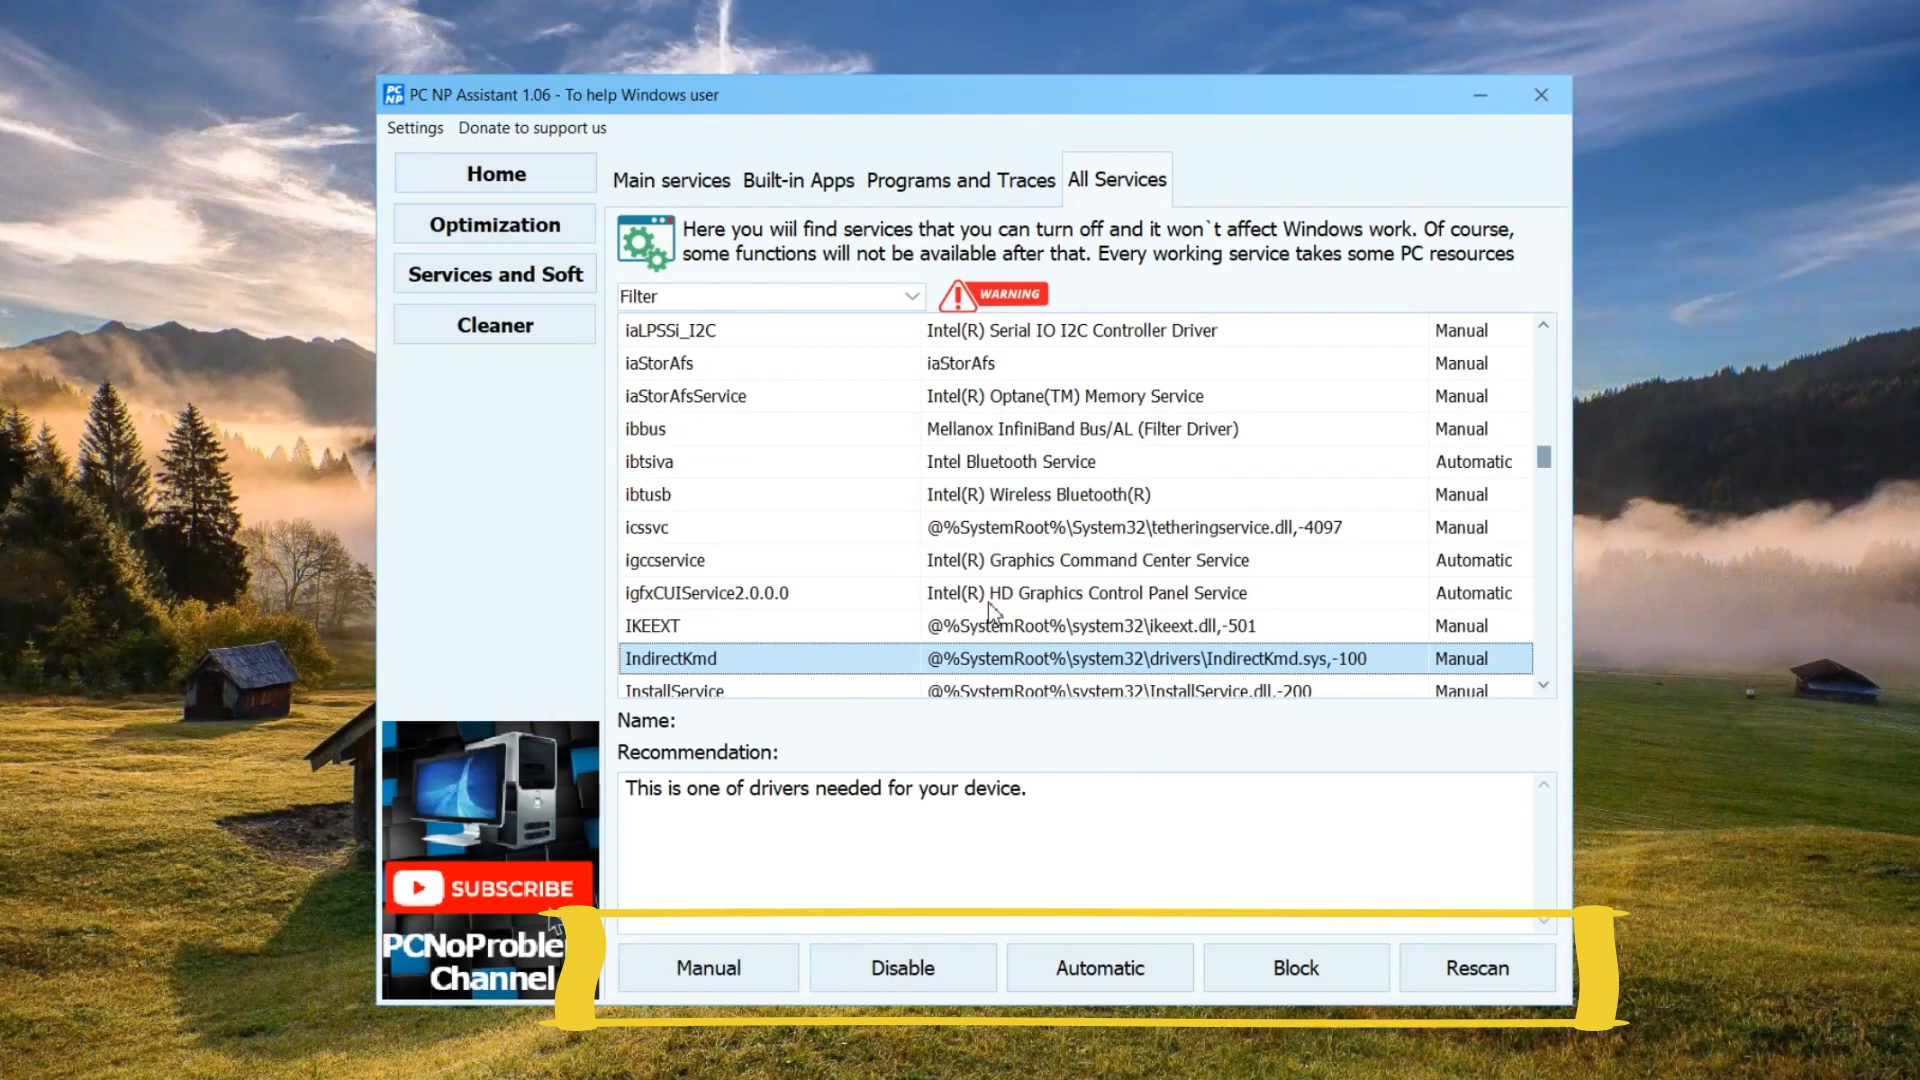 PC NP
PC NP Assistant 1.06 - To help Windows user
Settings Donate to support us
Home
Optimization
Services and Soft
Cleaner
Main services Built-in Apps Programs and Traces All Services
Here you wiil find services that you can turn off and it won`t affect Windows work. Of course,
some functions will not be available after that. Every working service takes some PC resources
Filter
WARNING
iaLPSSi_I2C Intel(R) Serial IO I2C Controller Driver Manual
iaStorAfs iaStorAfs Manual
iaStorAfsService Intel(R) Optane(TM) Memory Service Manual
ibbus Mellanox InfiniBand Bus/AL (Filter Driver) Manual
ibtsiva Intel Bluetooth Service Automatic
ibtusb Intel(R) Wireless Bluetooth(R) Manual
icssvc @%SystemRoot%\System32\tetheringservice.dll,-4097 Manual
igccservice Intel(R) Graphics Command Center Service Automatic
igfxCUIService2.0.0.0 Intel(R) HD Graphics Control Panel Service Automatic
IKEEXT @%SystemRoot%\system32\ikeext.dll,-501 Manual
IndirectKmd @%SystemRoot%\system32\drivers\IndirectKmd.sys,-100 Manual
InstallService @%SystemRoot%\system32\InstallService.dll,-200 Manual
Name:
Recommendation:
This is one of drivers needed for your device.
SUBSCRIBE
PCNoProble
Channel
Manual Disable Automatic Block Rescan